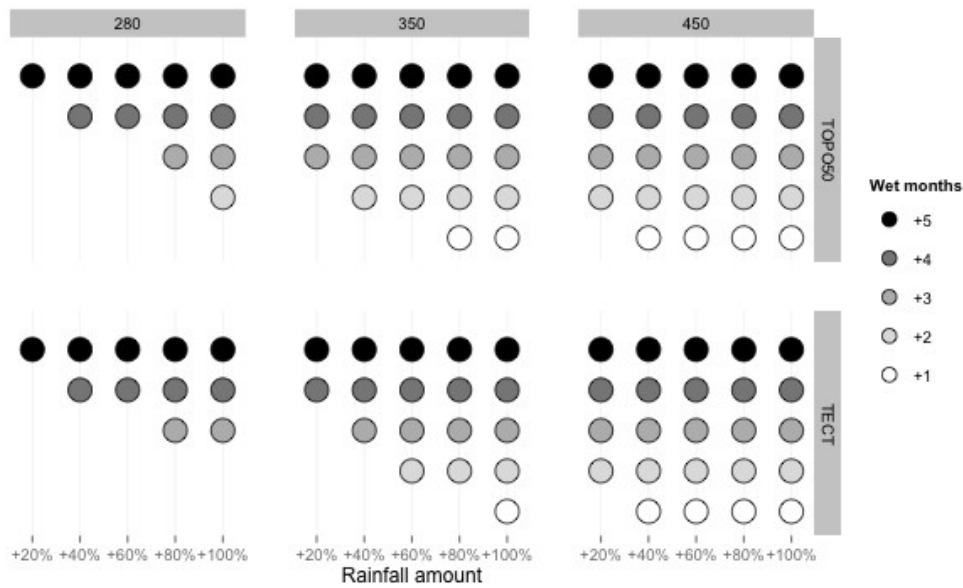 280 350 450
TOPO50
Wet months
+5
+4
+3
+2
+1
TECT
+20% +40% +60% +80% +100% +20% +40% +60% +80% +100% +20% +40% +60% +80% +100%
Rainfall amount